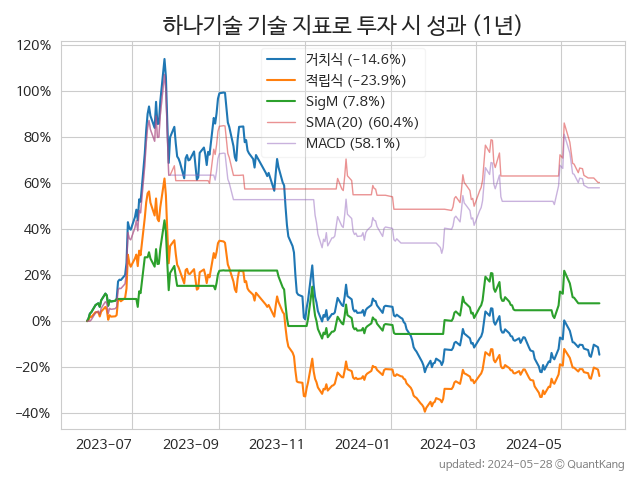 하나기술 기술 지표로 투자 시 성과 (1년)
거치식 (-14.6%)
적립식 (-23.9%)
SigM (7.8%)
SMA(20) (60.4%)
MACD (58.1%)
120%
100%
80%
60%
40%
20%
0%
-20%
-40%
2023-07 2023-09 2023-11 2024-01 2024-03 2024-05
updated: 2024-05-28 © QuantKang